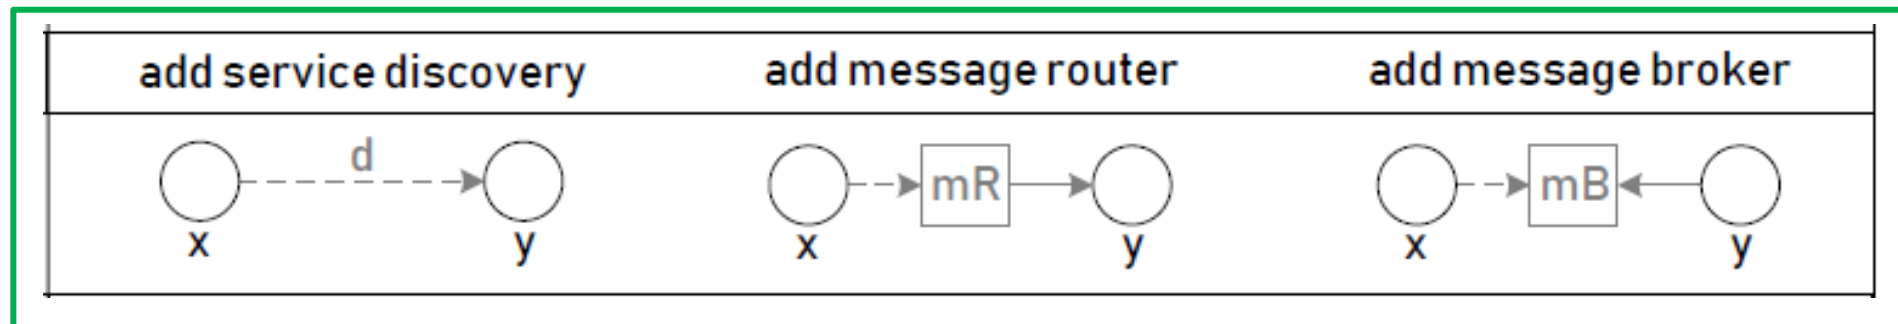 add service discovery add message router add message broker
d
mR mB
x y x y x y